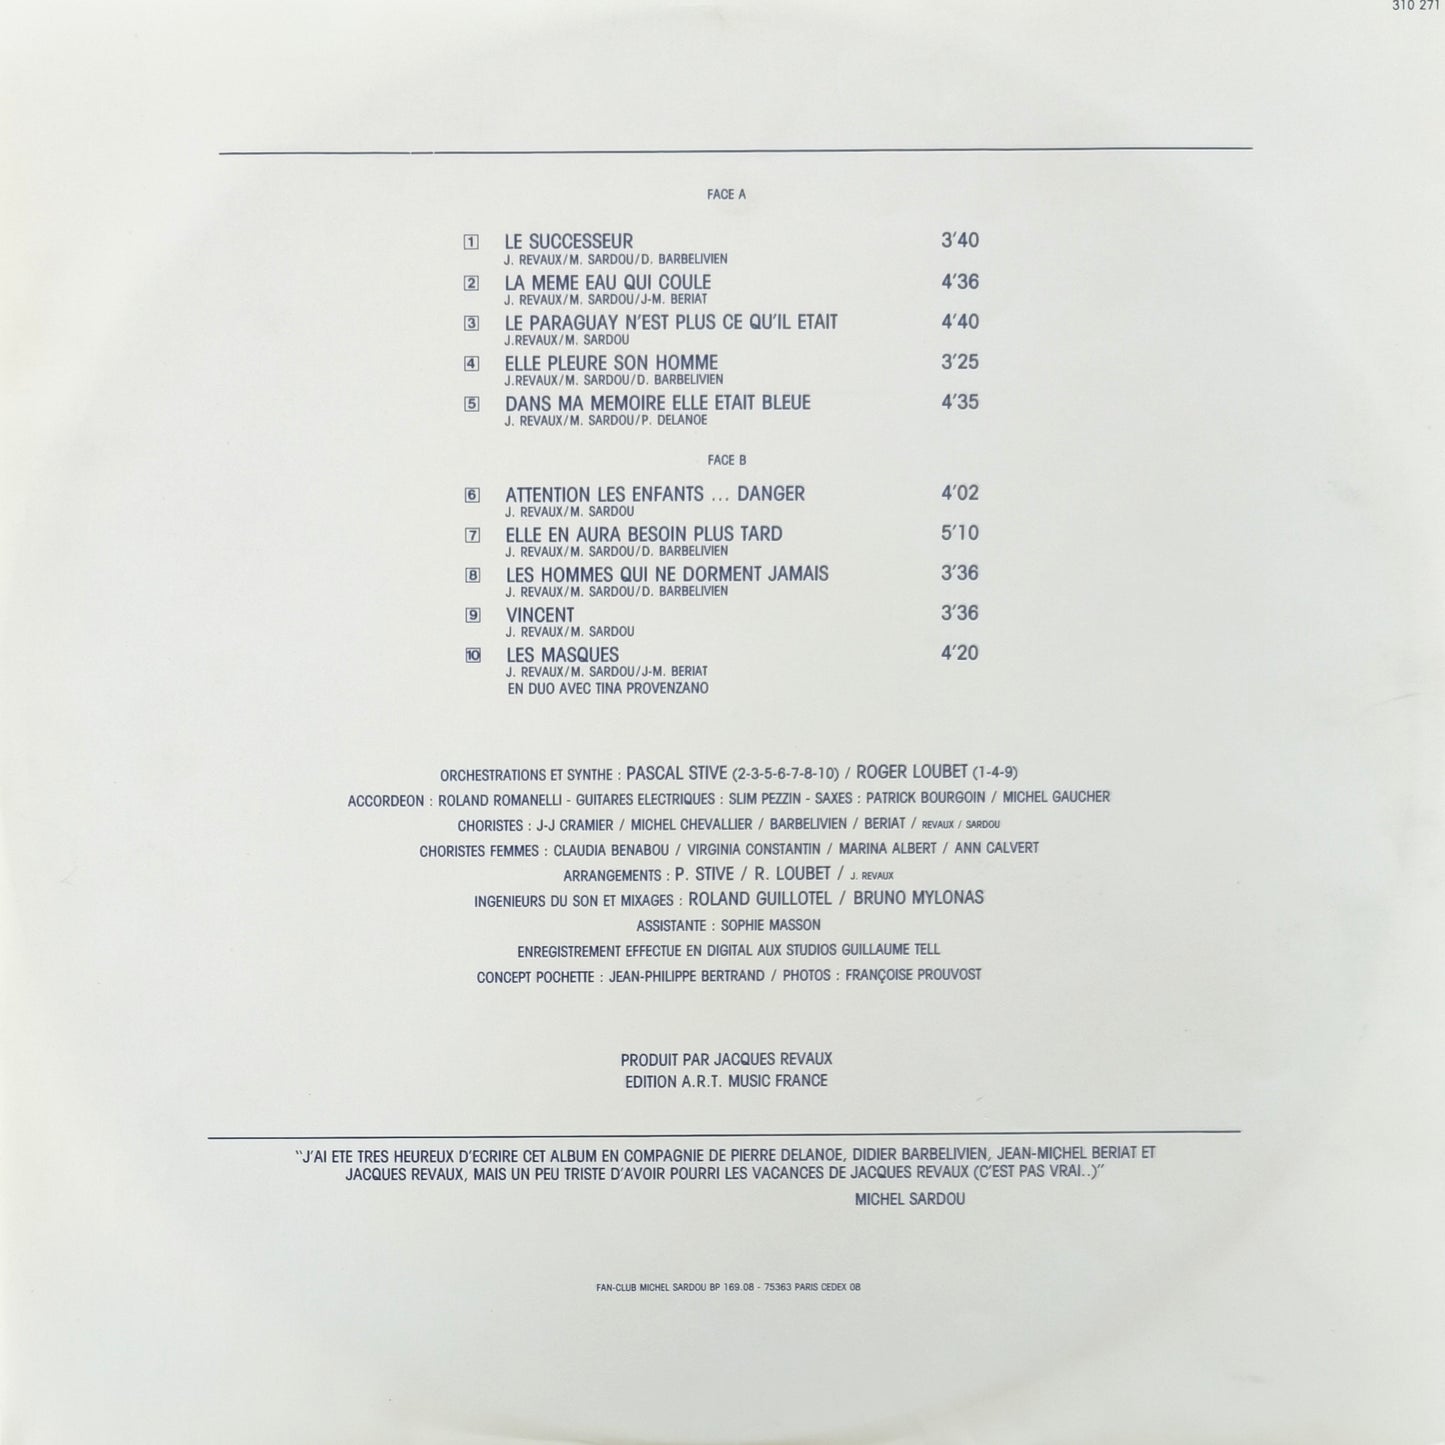 310 271
FACE A
1 LE SUCCESSEUR 3'40
J. REVAUX/M. SARDOU/D. BARBELIVIEN
2 LA MEME EAU QUI COULE 4'36
J. REVAUX/M. SARDOU/J-M. BERIAT
3 LE PARAGUAY N'EST PLUS CE QU'IL ETAIT 4'40
J.REVAUX/M. SARDOU
4 ELLE PLEURE SON HOMME 3'25
J.REVAUX/M. SARDOU/D. BARBELIVIEN
5 DANS MA MEMOIRE ELLE ETAIT BLEUE 4'35
J. REVAUX/M. SARDOU/P. DELANOE
FACE B
6 ATTENTION LES ENFANTS ... DANGER 4'02
J. REVAUX/M. SARDOU
7 ELLE EN AURA BESOIN PLUS TARD 5'10
J. REVAUX/M. SARDOU/D. BARBELIVIEN
8 LES HOMMES QUI NE DORMENT JAMAIS 3'36
J. REVAUX/M. SARDOU/D. BARBELIVIEN
9 VINCENT 3'36
J. REVAUX/M. SARDOU
10 LES MASQUES 4'20
J. REVAUX/M. SARDOU/J-M. BERIAT
EN DUO AVEC TINA PROVENZANO
ORCHESTRATIONS ET SYNTHE : PASCAL STIVE (2-3-5-6-7-8-10) / ROGER LOUBET (1-4-9)
ACCORDEON : ROLAND ROMANELLI - GUITARES ELECTRIQUES : SLIM PEZZIN - SAXES : PATRICK BOURGOIN / MICHEL GAUCHER
CHORISTES : J-J CRAMIER / MICHEL CHEVALLIER / BARBELIVIEN / BERIAT / REVAUX / SARDOU
CHORISTES FEMMES : CLAUDIA BENABOU / VIRGINIA CONSTANTIN / MARINA ALBERT / ANN CALVERT
ARRANGEMENTS : P. STIVE / R. LOUBET / J. REVAUX
INGENIEURS DU SON ET MIXAGES : ROLAND GUILLOTEL / BRUNO MYLONAS
ASSISTANTE : SOPHIE MASSON
ENREGISTREMENT EFFECTUE EN DIGITAL AUX STUDIOS GUILLAUME TELL
CONCEPT POCHETTE : JEAN-PHILIPPE BERTRAND / PHOTOS : FRANÇOISE PROUVOST
PRODUIT PAR JACQUES REVAUX
EDITION A.R.T. MUSIC FRANCE
"J'AI ETE TRES HEUREUX D'ECRIRE CET ALBUM EN COMPAGNIE DE PIERRE DELANOE, DIDIER BARBELIVIEN, JEAN-MICHEL BERIAT ET
JACQUES REVAUX, MAIS UN PEU TRISTE D'AVOIR POURRI LES VACANCES DE JACQUES REVAUX (C'EST PAS VRAI..)"
MICHEL SARDOU
FAN-CLUB MICHEL SARDOU BP 169.08 - 75363 PARIS CEDEX 08